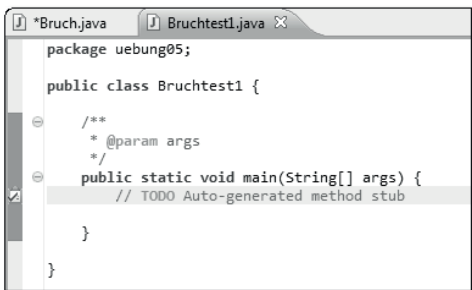 *Bruch.java Bruchtest1.java
package uebung05;
public class Bruchtest1 {
/**
* @param args
*/
public static void main(String[] args) {
// TODO Auto-generated method stub
}
}